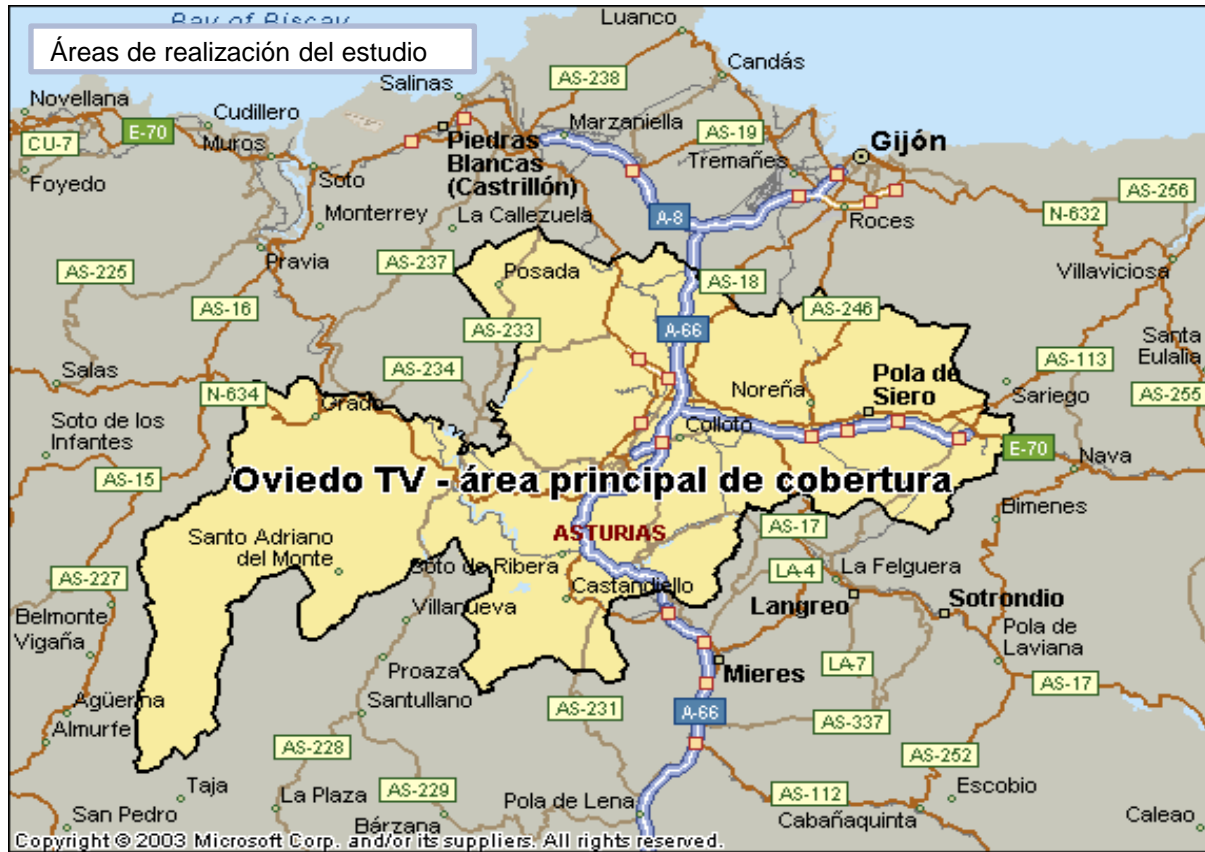 Bay of Biscay
Luanco
Áreas de realización del estudio
Candás
AS-238
Salinas
Novellana
Cudillero
E-70
Marzaniella
AS-19
Gijón
CU-7
Muros
Piedras
Blancas
(Castrillón)
Tremañes
Foyedo
Soto
AS-256
Monterrey
La Callezuela
A-8
Roces
N-632
Pravia
AS-237
Villaviciosa
AS-225
Posada
AS-18
AS-16
AS-233
A-66
AS-246
Santa
Eulalia
AS-113
Salas
AS-234
Noreña
Pola de
Siero
Sariego
AS-255
N-634
Grado
Soto de los
Infantes
Colloto
E-70
Nava
AS-15
Oviedo TV - área principal de cobertura
Bimenes
Santo Adriano
del Monte
ASTURIAS
AS-17
Soto de Ribera
LA-4
La Felguera
AS-227
Castandiello
Langreo
Sotrondio
Belmonte
Villanueva
Vigaña
Pola de
Laviana
Proaza
Mieres
LA-7
AS-17
Agüerina
Santullano
AS-231
A-66
AS-337
Almurfe
AS-228
AS-252
Taja
La Plaza
AS-229
Pola de Lena
AS-112
Escobio
San Pedro
Bárzana
Cabañaquinta
Caleao
Copyright © 2003 Microsoft Corp. and/or its suppliers. All rights reserved.